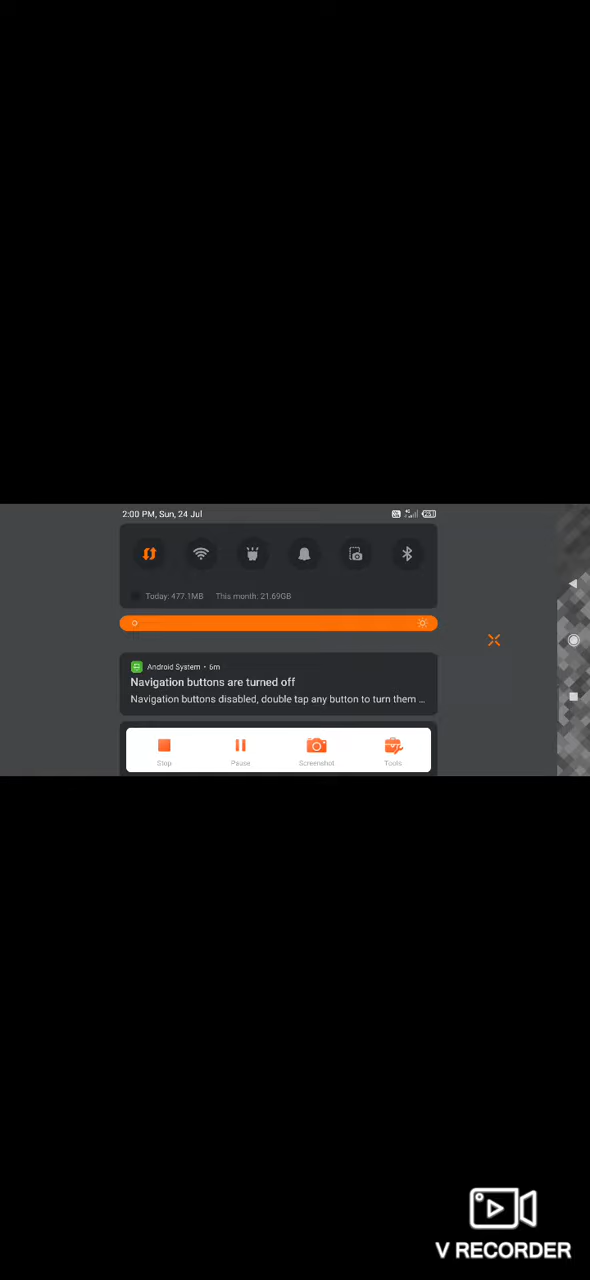 2:00 PM, Sun, 24 Jul
Today: 477.1MB This month: 21.69GB
Android System • 6m
Navigation buttons are turned off
Navigation buttons disabled, double tap any button to turn them ...
Stop Pause Screenshot Tools
V RECORDER